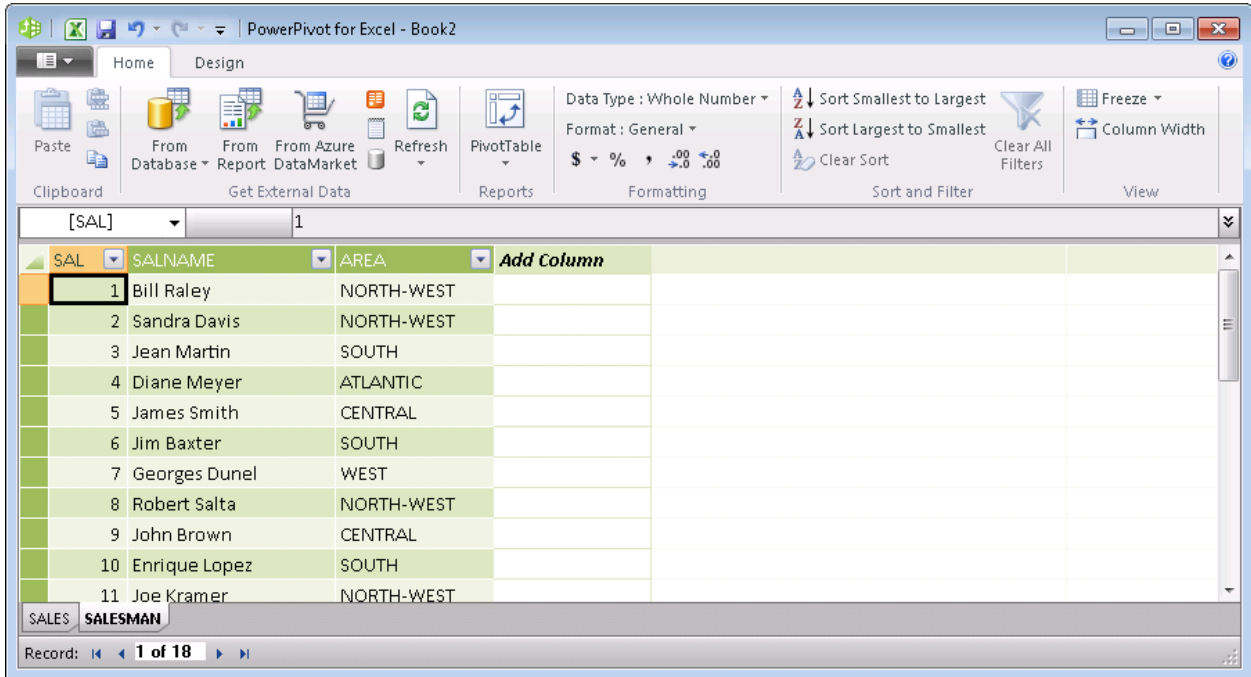 PowerPivot for Excel - Book2
Home Design
Paste
From Database
From Report
From Azure DataMarket
Refresh
PivotTable
Data Type : Whole Number
Format : General
$ % , .00 .0 .0 .00
Sort Smallest to Largest
Sort Largest to Smallest
Clear Sort
Clear All Filters
Freeze
Column Width
Clipboard Get External Data Reports Formatting Sort and Filter View
[SAL] 1
SAL SALNAME AREA Add Column
1 Bill Raley NORTH-WEST
2 Sandra Davis NORTH-WEST
3 Jean Martin SOUTH
4 Diane Meyer ATLANTIC
5 James Smith CENTRAL
6 Jim Baxter SOUTH
7 Georges Dunel WEST
8 Robert Salta NORTH-WEST
9 John Brown CENTRAL
10 Enrique Lopez SOUTH
11 Joe Kramer NORTH-WEST
SALES SALESMAN
Record: 1 of 18